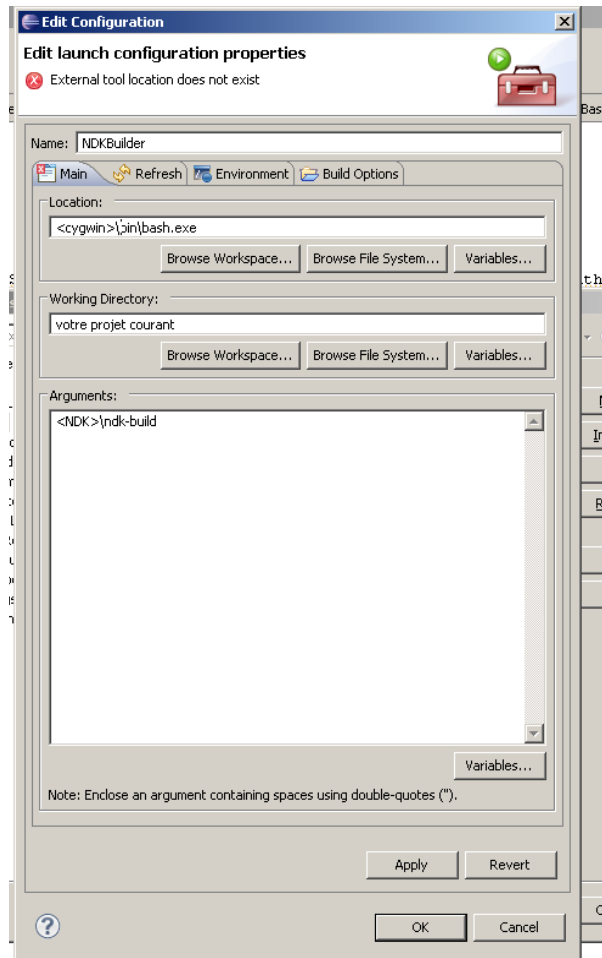 Edit Configuration
Edit launch configuration properties
External tool location does not exist
Bas
Name: NDKBuilder
Main Refresh Environment Build Options
Location:
<cygwin>\bin\bash.exe
Browse Workspace... Browse File System... Variables...
Working Directory:
votre projet courant
Browse Workspace... Browse File System... Variables...
Arguments:
<NDK>\ndk-build
Variables...
Note: Enclose an argument containing spaces using double-quotes (").
Apply Revert
? OK Cancel